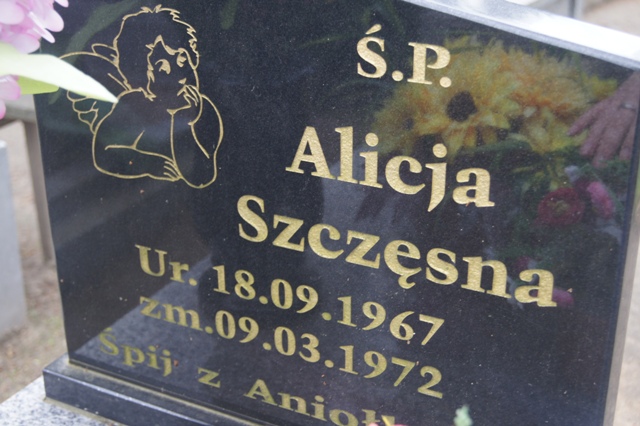 Ś.P.
Alicja
Szczęsna
Ur. 18.09.1967
zm.09.03.1972
Śpij z